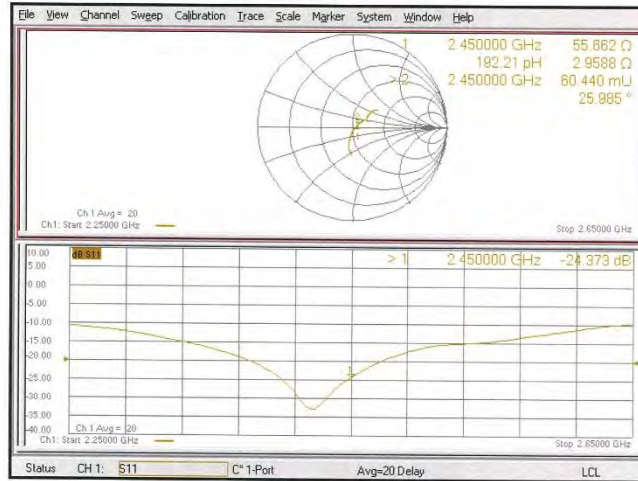 File View Channel Sweep Calibration Trace Scale Marker System Window Help
1 2.450000 GHz 55.662 Ω
192.21 pH 2.9588 Ω
> 2 2.450000 GHz 60.440 mU
25.985 °
Ch 1 Avg = 20
Ch1: Start 2.25000 GHz
Stop 2.65000 GHz
10.00
dB S11
> 1 2.450000 GHz -24.373 dB
5.00
0.00
-5.00
-10.00
-15.00
-20.00
-25.00
-30.00
-35.00
-40.00
1
Ch 1 Avg = 20
Ch1: Start 2.25000 GHz
Stop 2.65000 GHz
Status CH 1: S11 C* 1-Port Avg=20 Delay LCL